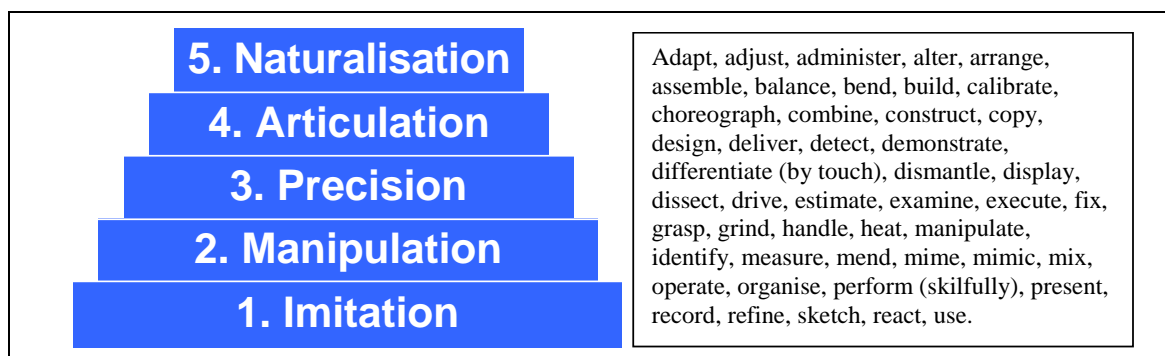 5. Naturalisation
4. Articulation
3. Precision
2. Manipulation
1. Imitation
Adapt, adjust, administer, alter, arrange,
assemble, balance, bend, build, calibrate,
choreograph, combine, construct, copy,
design, deliver, detect, demonstrate,
differentiate (by touch), dismantle, display,
dissect, drive, estimate, examine, execute, fix,
grasp, grind, handle, heat, manipulate,
identify, measure, mend, mime, mimic, mix,
operate, organise, perform (skilfully), present,
record, refine, sketch, react, use.